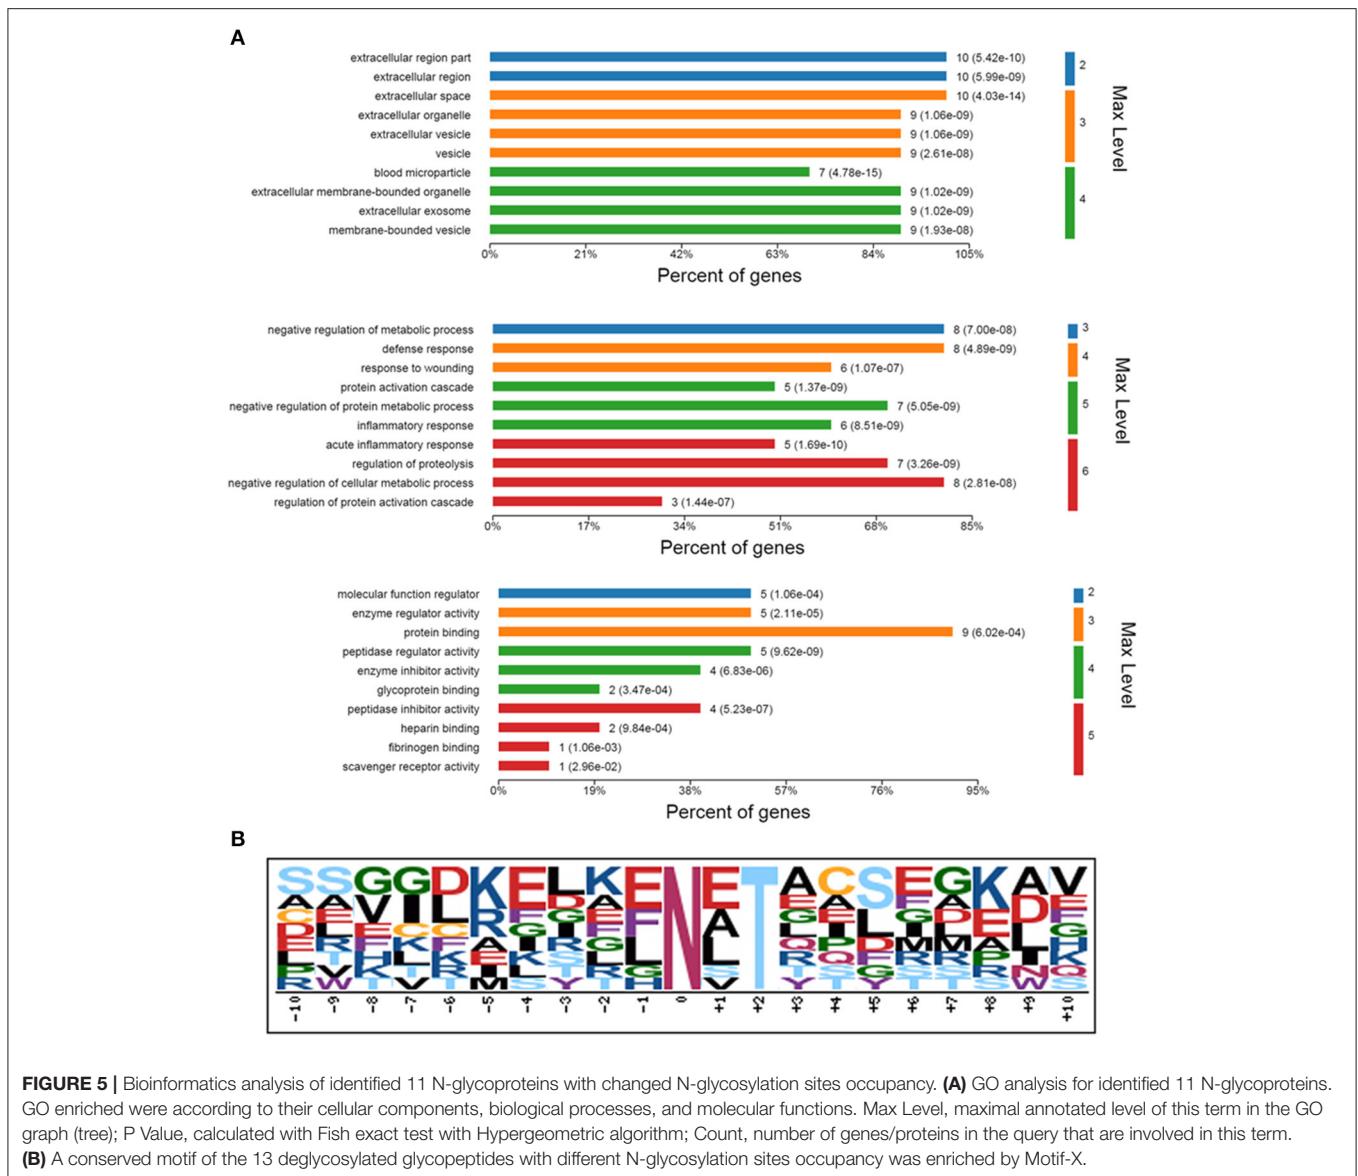 A
extracellular region part 10 (5.42e-10)
extracellular region 10 (5.99e-09)
extracellular space 10 (4.03e-14)
extracellular organelle 9 (1.06e-09)
extracellular vesicle 9 (1.06e-09)
vesicle 9 (2.61e-08)
blood microparticle 7 (4.78e-15)
extracellular membrane-bounded organelle 9 (1.02e-09)
extracellular exosome 9 (1.02e-09)
membrane-bounded vesicle 9 (1.93e-08)
0% 21% 42% 63% 84% 105%
Percent of genes
2
3
4
Max Level
negative regulation of metabolic process 8 (7.00e-08)
defense response 8 (4.89e-09)
response to wounding 6 (1.07e-07)
protein activation cascade 5 (1.37e-09)
negative regulation of protein metabolic process 7 (5.05e-09)
inflammatory response 6 (8.51e-09)
acute inflammatory response 5 (1.69e-10)
regulation of proteolysis 7 (3.26e-09)
negative regulation of cellular metabolic process 8 (2.81e-08)
regulation of protein activation cascade 3 (1.44e-07)
0% 17% 34% 51% 68% 85%
Percent of genes
3
4
5
6
Max Level
molecular function regulator 5 (1.06e-04)
enzyme regulator activity 5 (2.11e-05)
protein binding 9 (6.02e-04)
peptidase regulator activity 5 (9.62e-09)
enzyme inhibitor activity 4 (6.83e-06)
glycoprotein binding 2 (3.47e-04)
peptidase inhibitor activity 4 (5.23e-07)
heparin binding 2 (9.84e-04)
fibrinogen binding 1 (1.06e-03)
scavenger receptor activity 1 (2.96e-02)
0% 19% 38% 57% 76% 95%
Percent of genes
2
3
4
5
Max Level
B
S S G G D K E L K E N E T A C S E G K A V
-10 -9 -8 -7 -6 -5 -4 -3 -2 -1 0 +1 +2 +3 +4 +5 +6 +7 +8 +9 +10
FIGURE 5 | Bioinformatics analysis of identified 11 N-glycoproteins with changed N-glycosylation sites occupancy. (A) GO analysis for identified 11 N-glycoproteins.
GO enriched were according to their cellular components, biological processes, and molecular functions. Max Level, maximal annotated level of this term in the GO
graph (tree); P Value, calculated with Fish exact test with Hypergeometric algorithm; Count, number of genes/proteins in the query that are involved in this term.
(B) A conserved motif of the 13 deglycosylated glycopeptides with different N-glycosylation sites occupancy was enriched by Motif-X.